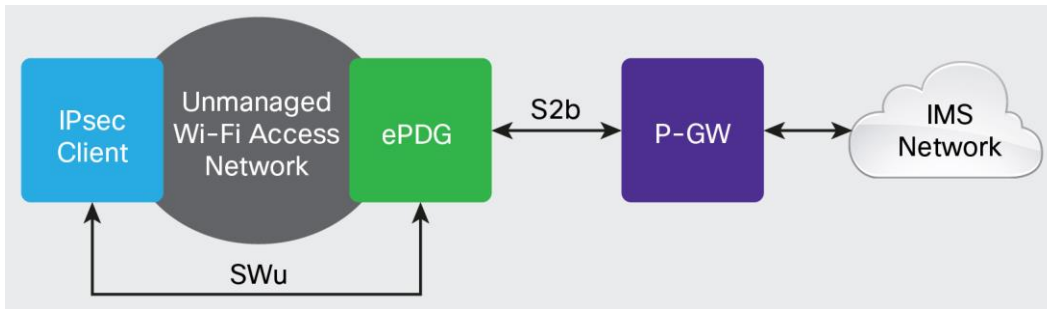 IPsec
Client
Unmanaged
Wi-Fi Access
Network
ePDG
S2b
P-GW
IMS
Network
SWu